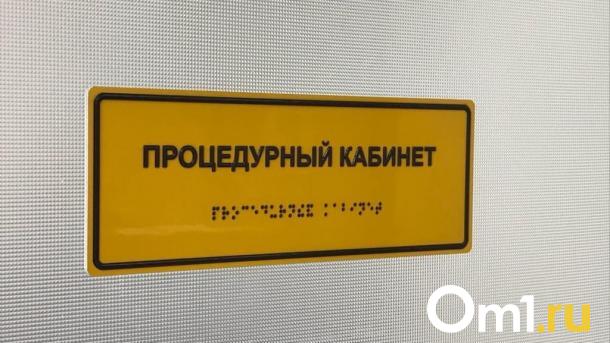 ПРОЦЕДУРНЫЙ КАБИНЕТ
⠏⠗⠕⠉⠑⠙⠥⠗⠝⠮⠯ ⠅⠁⠃⠊⠝⠑⠞
Om1.ru